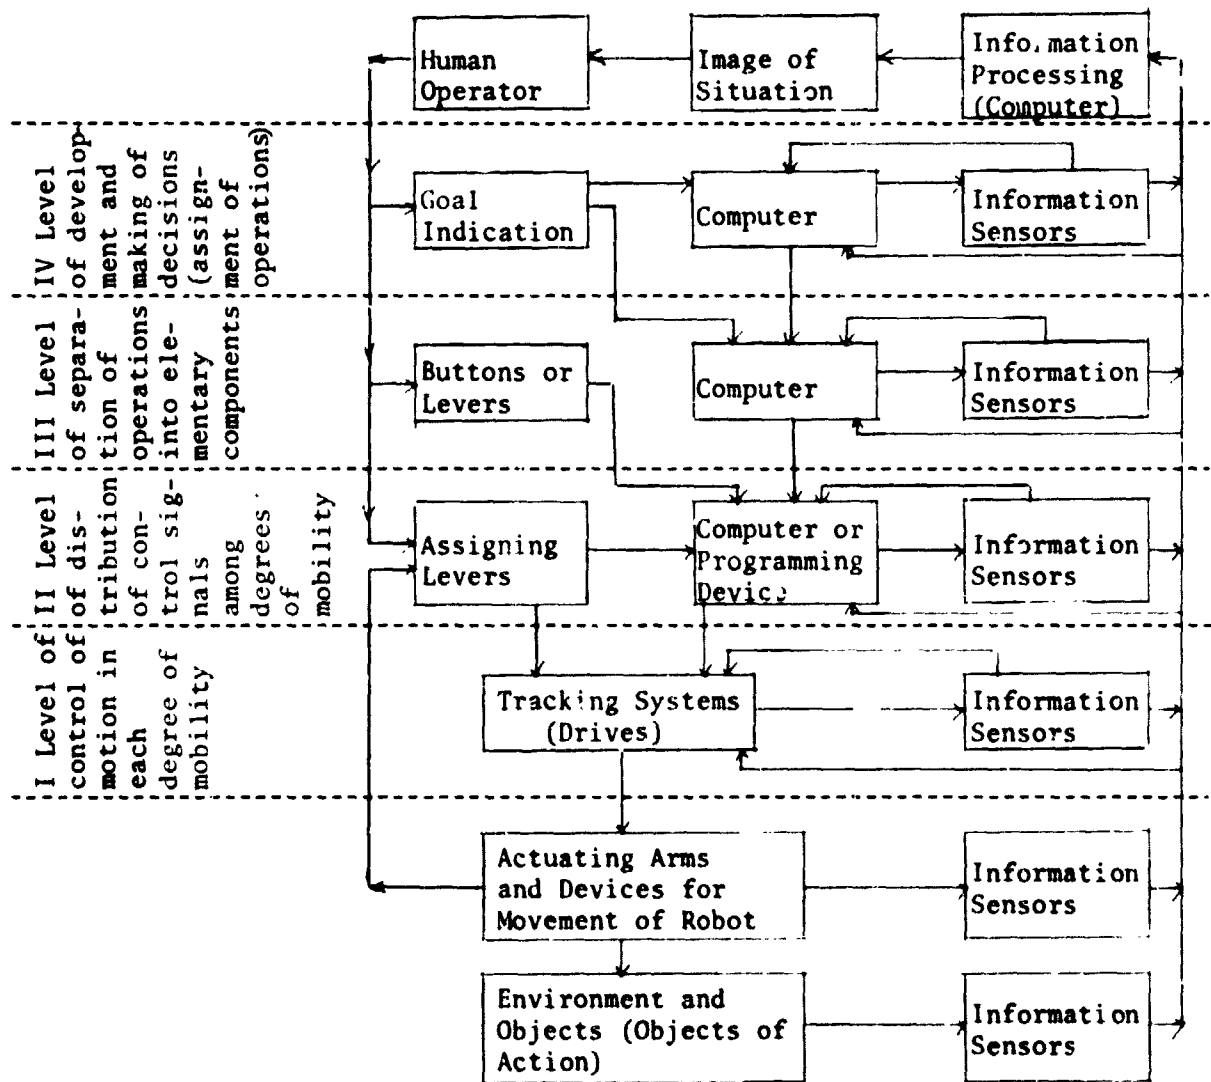 Human
Operator
Image of
Situation
Information
Processing
(Computer)
IV Level
of develop-
ment and
making of
decisions
(assign-
ment of
operations)
Goal
Indication
Computer
Information
Sensors
III Level
of separa-
tion of
operations
into ele-
mentary
components
Buttons or
Levers
Computer
Information
Sensors
II Level
of dis-
tribution
of con-
trol sig-
nals
among
degrees
of
mobility
Assigning
Levers
Computer or
Programming
Device
Information
Sensors
I Level of
control of
motion in
each
degree of
mobility
Tracking Systems
(Drives)
Information
Sensors
Actuating Arms
and Devices for
Movement of Robot
Information
Sensors
Environment and
Objects (Objects of
Action)
Information
Sensors